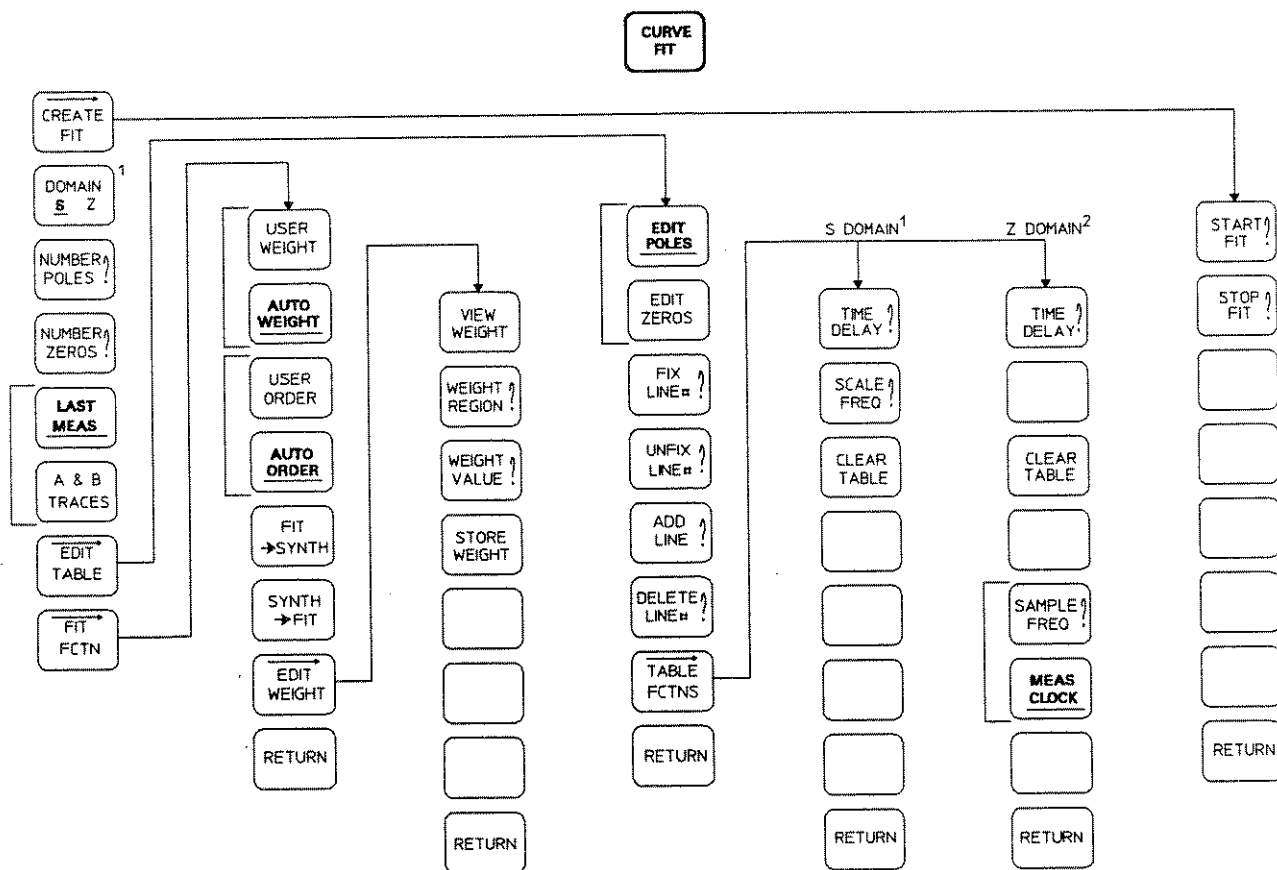 CURVE
FIT
CREATE
FIT
DOMAIN
S Z
1
NUMBER ?
POLES
NUMBER ?
ZEROS
LAST
MEAS
A & B
TRACES
EDIT
TABLE
FIT
FCTN
USER
WEIGHT
AUTO
WEIGHT
USER
ORDER
AUTO
ORDER
FIT
→SYNTH
SYNTH
→FIT
EDIT
WEIGHT
RETURN
VIEW
WEIGHT
WEIGHT ?
REGION
WEIGHT ?
VALUE
STORE
WEIGHT
RETURN
EDIT
POLES
EDIT
ZEROS
FIX ?
LINE#
UNFIX ?
LINE#
ADD ?
LINE
DELETE ?
LINE#
TABLE
FCTNS
RETURN
S DOMAIN1
TIME ?
DELAY
SCALE ?
FREQ
CLEAR
TABLE
RETURN
Z DOMAIN2
TIME ?
DELAY
CLEAR
TABLE
SAMPLE ?
FREQ
MEAS
CLOCK
RETURN
START ?
FIT
STOP ?
FIT
RETURN